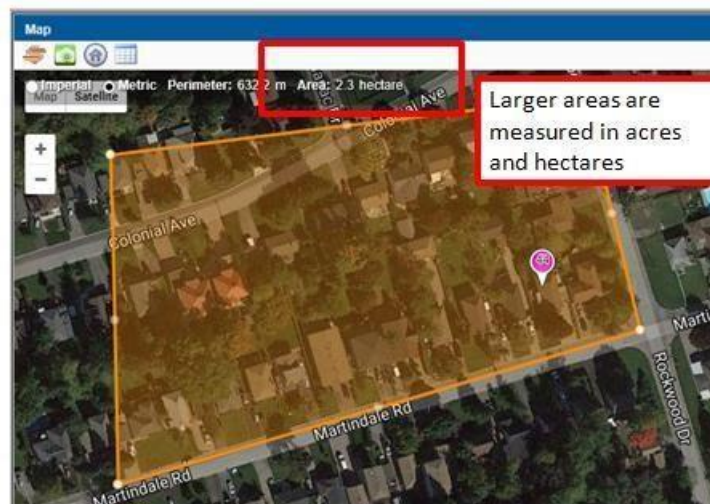 Map
Imperial Metric Perimeter: 632.2 m Area: 2.3 hectare
Map Satellite
+
−
Larger areas are
measured in acres
and hectares
Colonial Ave
Colonial Ave
44
Martindale Rd
Martindale Rd
Rockwood Dr